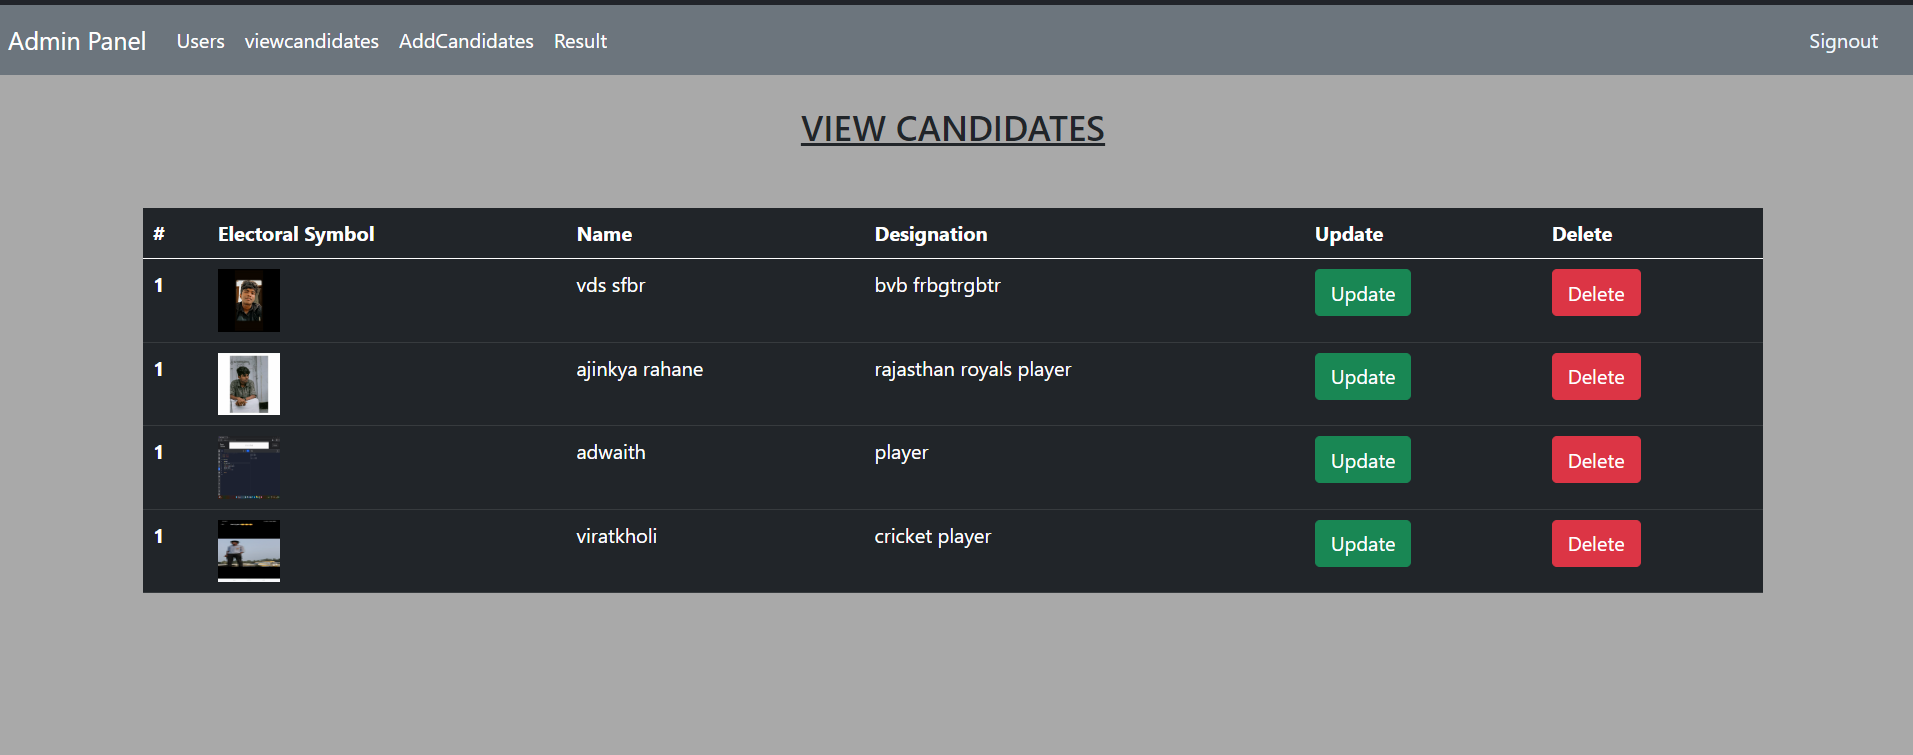 Admin Panel Users viewcandidates AddCandidates Result Signout
VIEW CANDIDATES
# Electoral Symbol Name Designation Update Delete
1 vds sfbr bvb frbgtrgbtr Update Delete
1 ajinkya rahane rajasthan royals player Update Delete
1 adwaith player Update Delete
1 viratkholi cricket player Update Delete